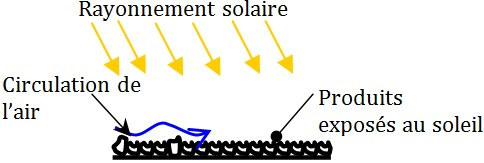 Rayonnement solaire
Circulation de
l'air
Produits
exposés au soleil